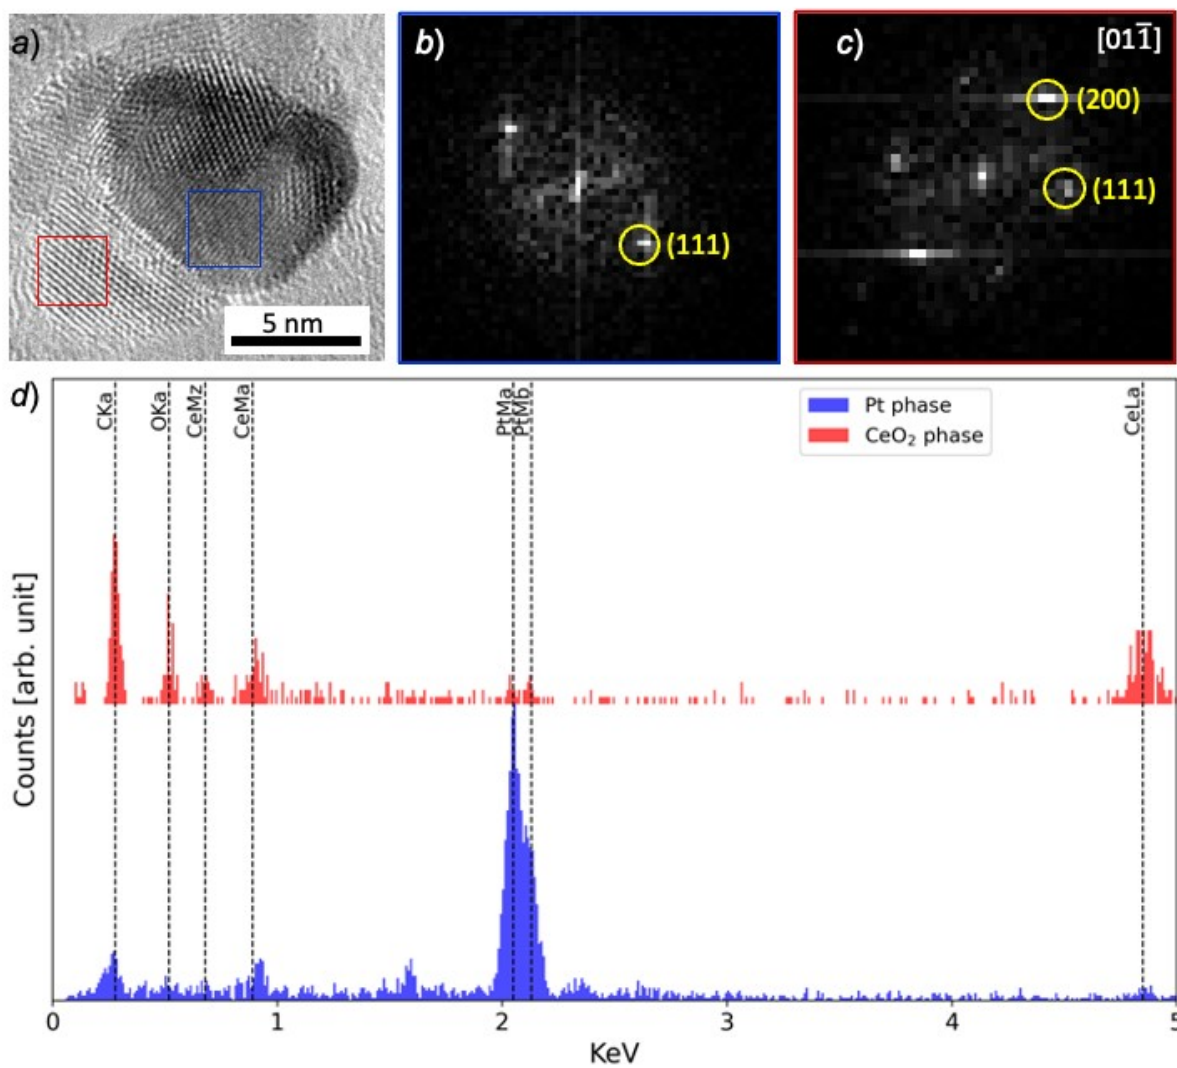 a)
5 nm
b)
(111)
c)
[011̅]
(200)
(111)
d)
CKa
OKa
CeMz
CeMa
PtMa
PtMb
CeLa
Pt phase
CeO₂ phase
Counts [arb. unit]
0 1 2 3 4 5
KeV